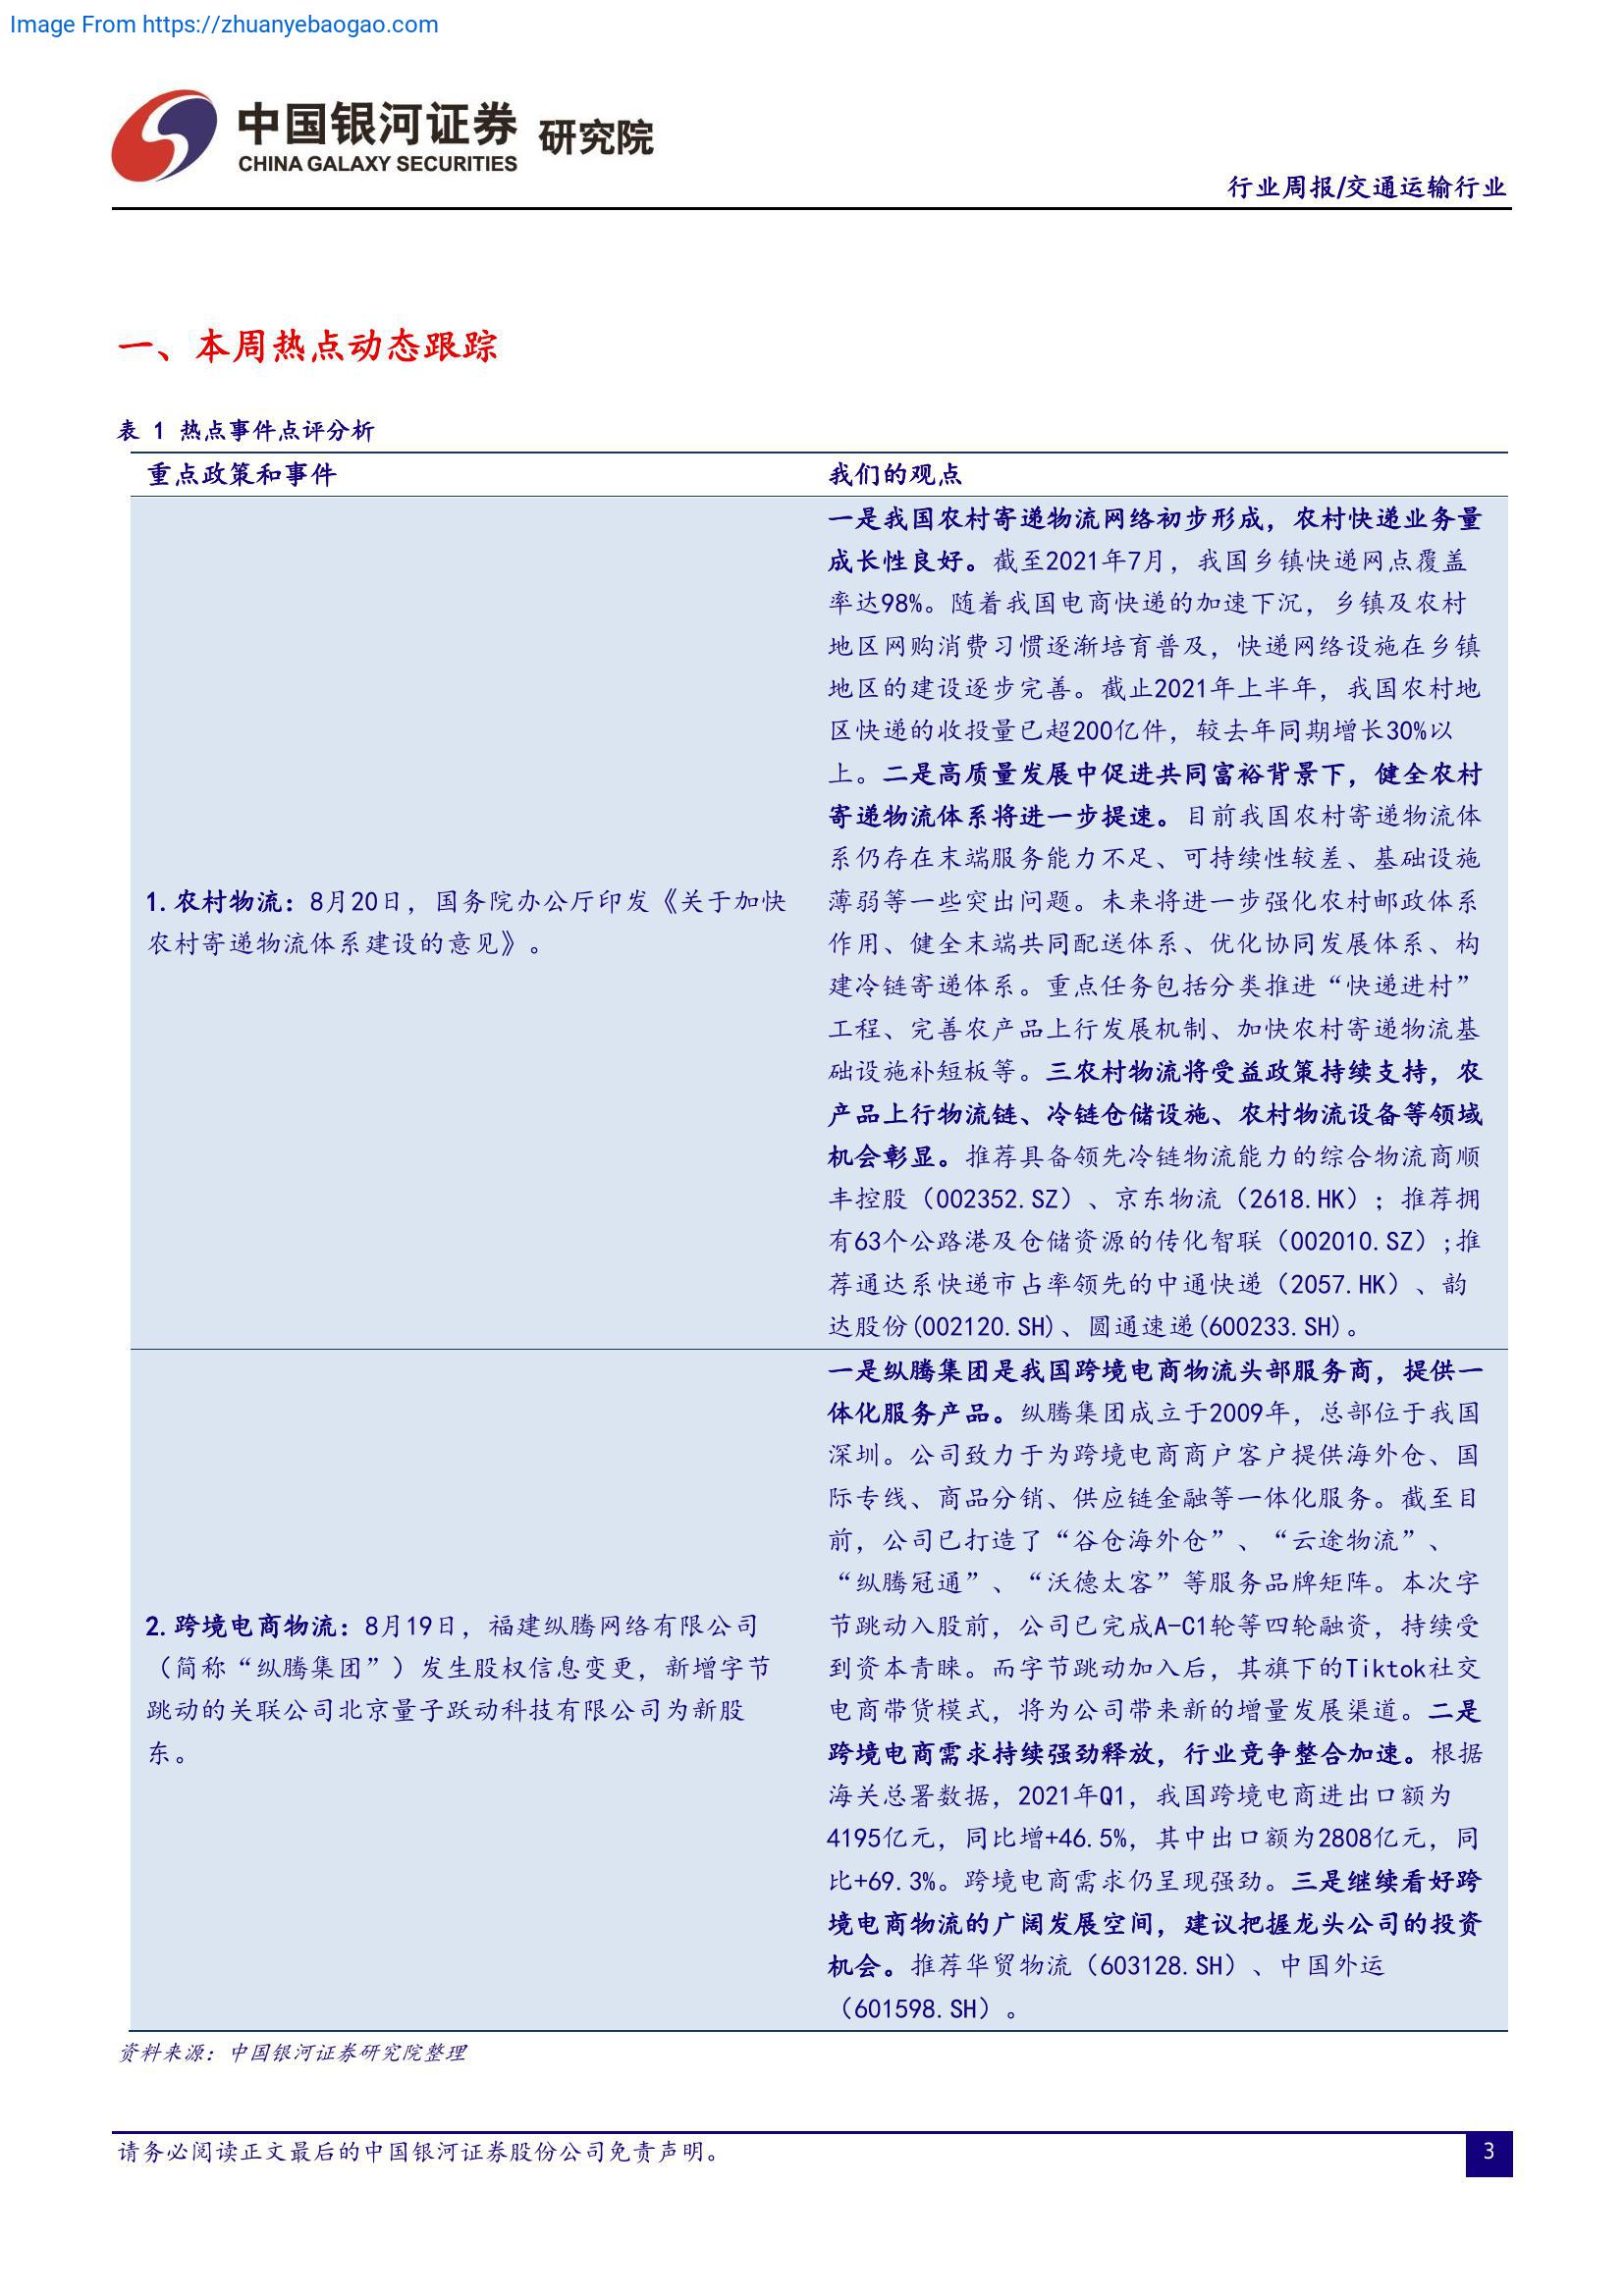 Image From https://zhuanyebaogao.com
中国银河证券 研究院
CHINA GALAXY SECURITIES
行业周报/交通运输行业
一、本周热点动态跟踪
表 1 热点事件点评分析
重点政策和事件
我们的观点
1.农村物流：8月20日，国务院办公厅印发《关于加快
农村寄递物流体系建设的意见》。
一是我国农村寄递物流网络初步形成，农村快递业务量
成长性良好。截至2021年7月，我国乡镇快递网点覆盖
率达98%。随着我国电商快递的加速下沉，乡镇及农村
地区网购消费习惯逐渐培育普及，快递网络设施在乡镇
地区的建设逐步完善。截止2021年上半年，我国农村地
区快递的收投量已超200亿件，较去年同期增长30%以
上。二是高质量发展中促进共同富裕背景下，健全农村
寄递物流体系将进一步提速。目前我国农村寄递物流体
系仍存在末端服务能力不足、可持续性较差、基础设施
薄弱等一些突出问题。未来将进一步强化农村邮政体系
作用、健全末端共同配送体系、优化协同发展体系、构
建冷链寄递体系。重点任务包括分类推进“快递进村”
工程、完善农产品上行发展机制、加快农村寄递物流基
础设施补短板等。三农村物流将受益政策持续支持，农
产品上行物流链、冷链仓储设施、农村物流设备等领域
机会彰显。推荐具备领先冷链物流能力的综合物流商顺
丰控股（002352.SZ）、京东物流（2618.HK）；推荐拥
有63个公路港及仓储资源的传化智联（002010.SZ）;推
荐通达系快递市占率领先的中通快递（2057.HK）、韵
达股份(002120.SH)、圆通速递(600233.SH)。
2.跨境电商物流：8月19日，福建纵腾网络有限公司
（简称“纵腾集团”）发生股权信息变更，新增字节
跳动的关联公司北京量子跃动科技有限公司为新股
东。
一是纵腾集团是我国跨境电商物流头部服务商，提供一
体化服务产品。纵腾集团成立于2009年，总部位于我国
深圳。公司致力于为跨境电商商户客户提供海外仓、国
际专线、商品分销、供应链金融等一体化服务。截至目
前，公司已打造了“谷仓海外仓”、“云途物流”、
“纵腾冠通”、“沃德太客”等服务品牌矩阵。本次字
节跳动入股前，公司已完成A-C1轮等四轮融资，持续受
到资本青睐。而字节跳动加入后，其旗下的Tiktok社交
电商带货模式，将为公司带来新的增量发展渠道。二是
跨境电商需求持续强劲释放，行业竞争整合加速。根据
海关总署数据，2021年Q1，我国跨境电商进出口额为
4195亿元，同比增+46.5%，其中出口额为2808亿元，同
比+69.3%。跨境电商需求仍呈现强劲。三是继续看好跨
境电商物流的广阔发展空间，建议把握龙头公司的投资
机会。推荐华贸物流（603128.SH）、中国外运
（601598.SH）。
资料来源：中国银河证券研究院整理
请务必阅读正文最后的中国银河证券股份公司免责声明。
3